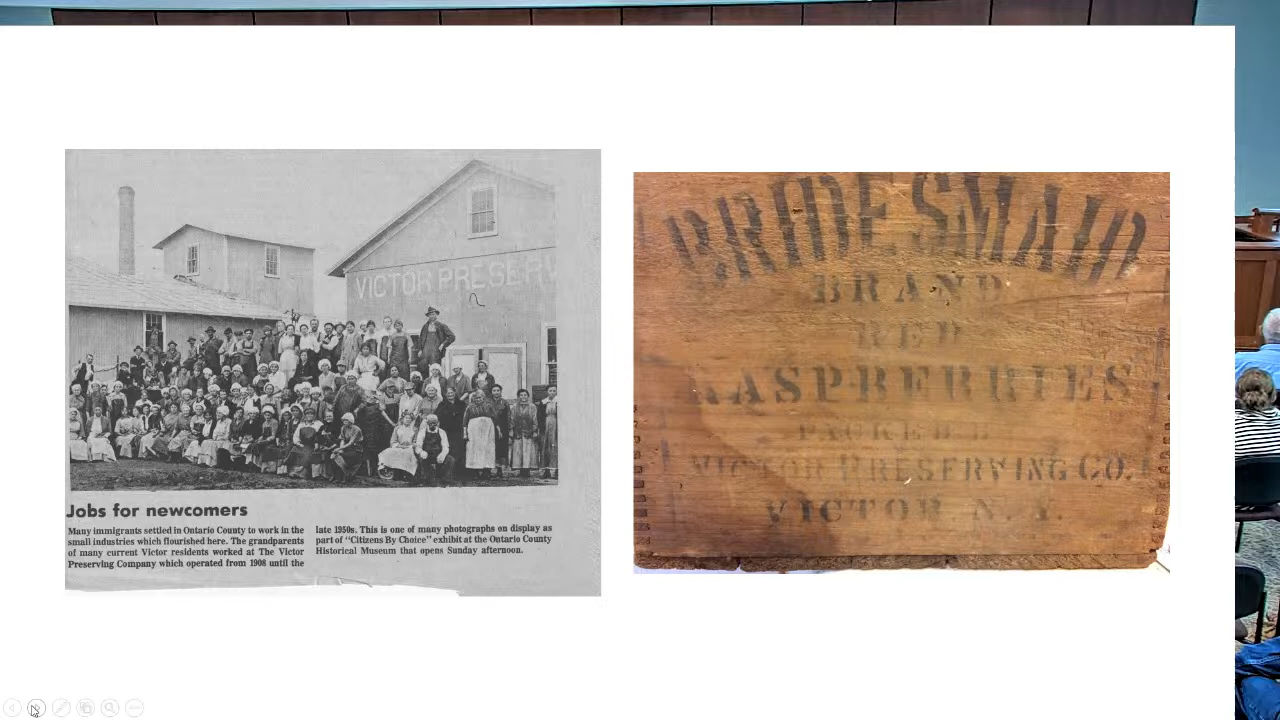 VICTOR PRESERV
Jobs for newcomers
Many immigrants settled in Ontario County to work in the
small industries which flourished here. The grandparents
of many current Victor residents worked at The Victor
Preserving Company which operated from 1908 until the
late 1950s. This is one of many photographs on display as
part of "Citizens By Choice" exhibit at the Ontario County
Historical Museum that opens Sunday afternoon.
BRIDESMAID
BRAND
RED
RASPBERRIES
PACKED B
VICTOR PRESERVING CO.
VICTOR N.Y.